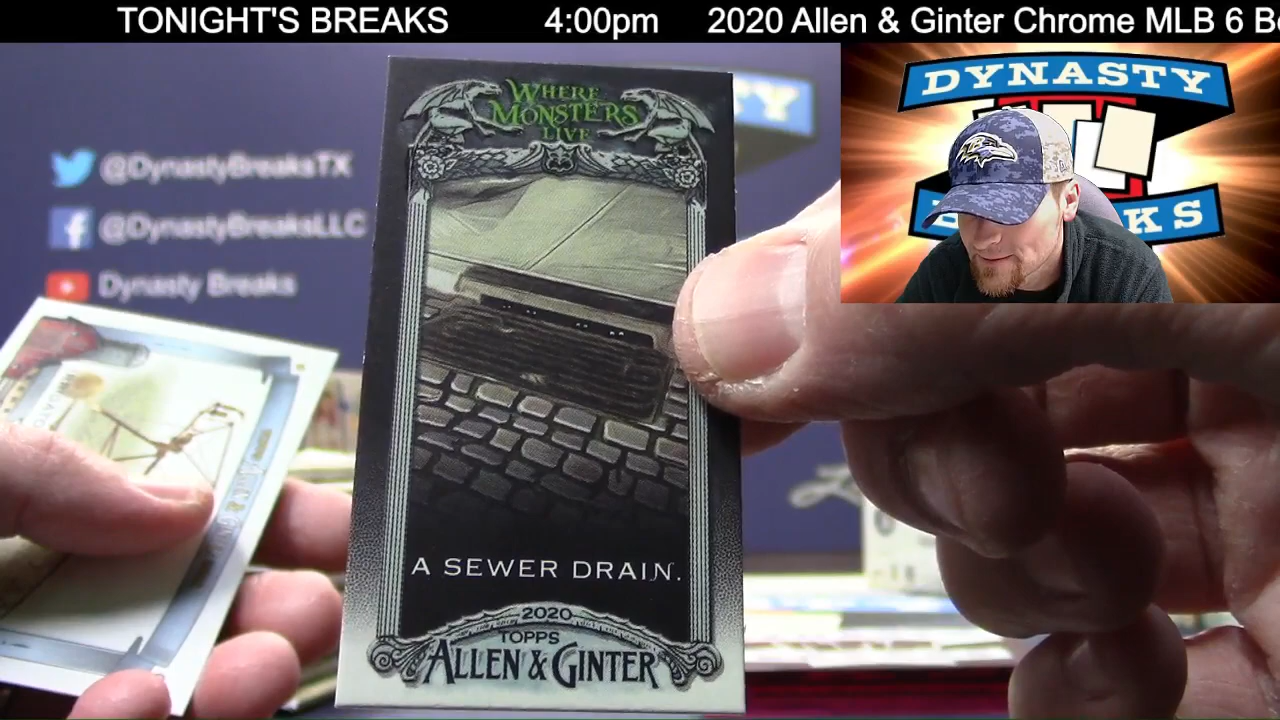 TONIGHT'S BREAKS 4:00pm 2020 Allen & Ginter Chrome MLB 6 B
DYNASTY
B KS
@DynastyBreaksTX
@DynastyBreaksLLC
Dynasty Breaks
WHERE
MONSTERS
LIVE
A SEWER DRAIN.
2020
TOPPS
ALLEN & GINTER